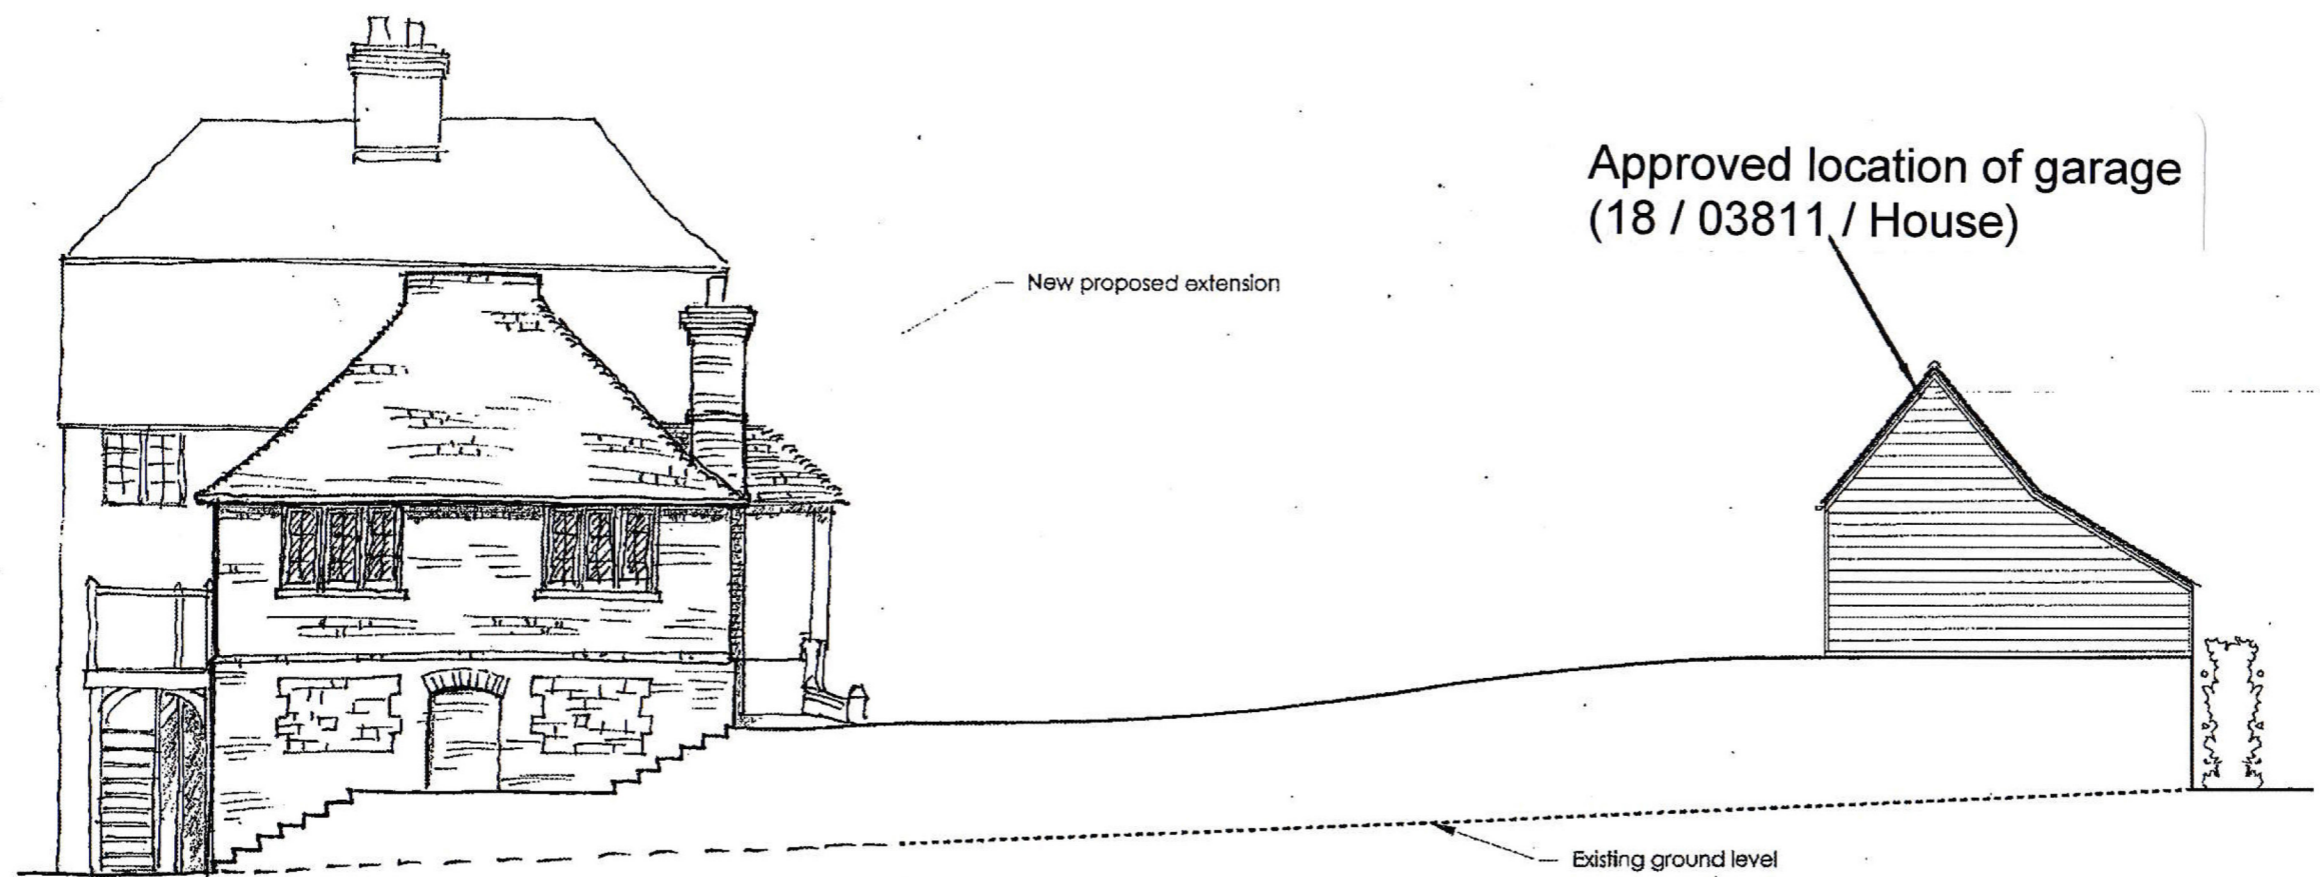 Approved location of garage
(18 / 03811 / House)
New proposed extension
Existing ground level